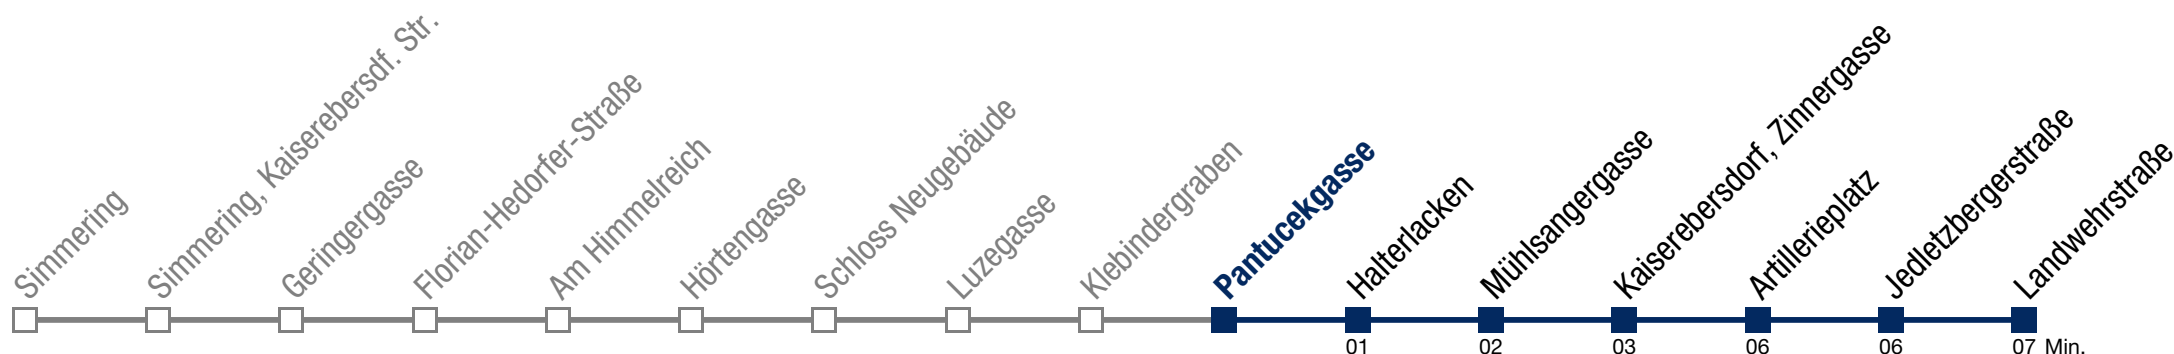 Simmering
Simmering, Kaiserebersdf. Str.
Geringergasse
Florian-Hedorfer-Straße
Am Himmelreich
Hörtengasse
Schloss Neugebäude
Luzegasse
Klebindergraben
Pantucekgasse
Halterlacken
Mühlsangergasse
Kaiserebersdorf, Zinnergasse
Artillerieplatz
Jedletzbergerstraße
Landwehrstraße
01 02 03 06 06 07 Min.